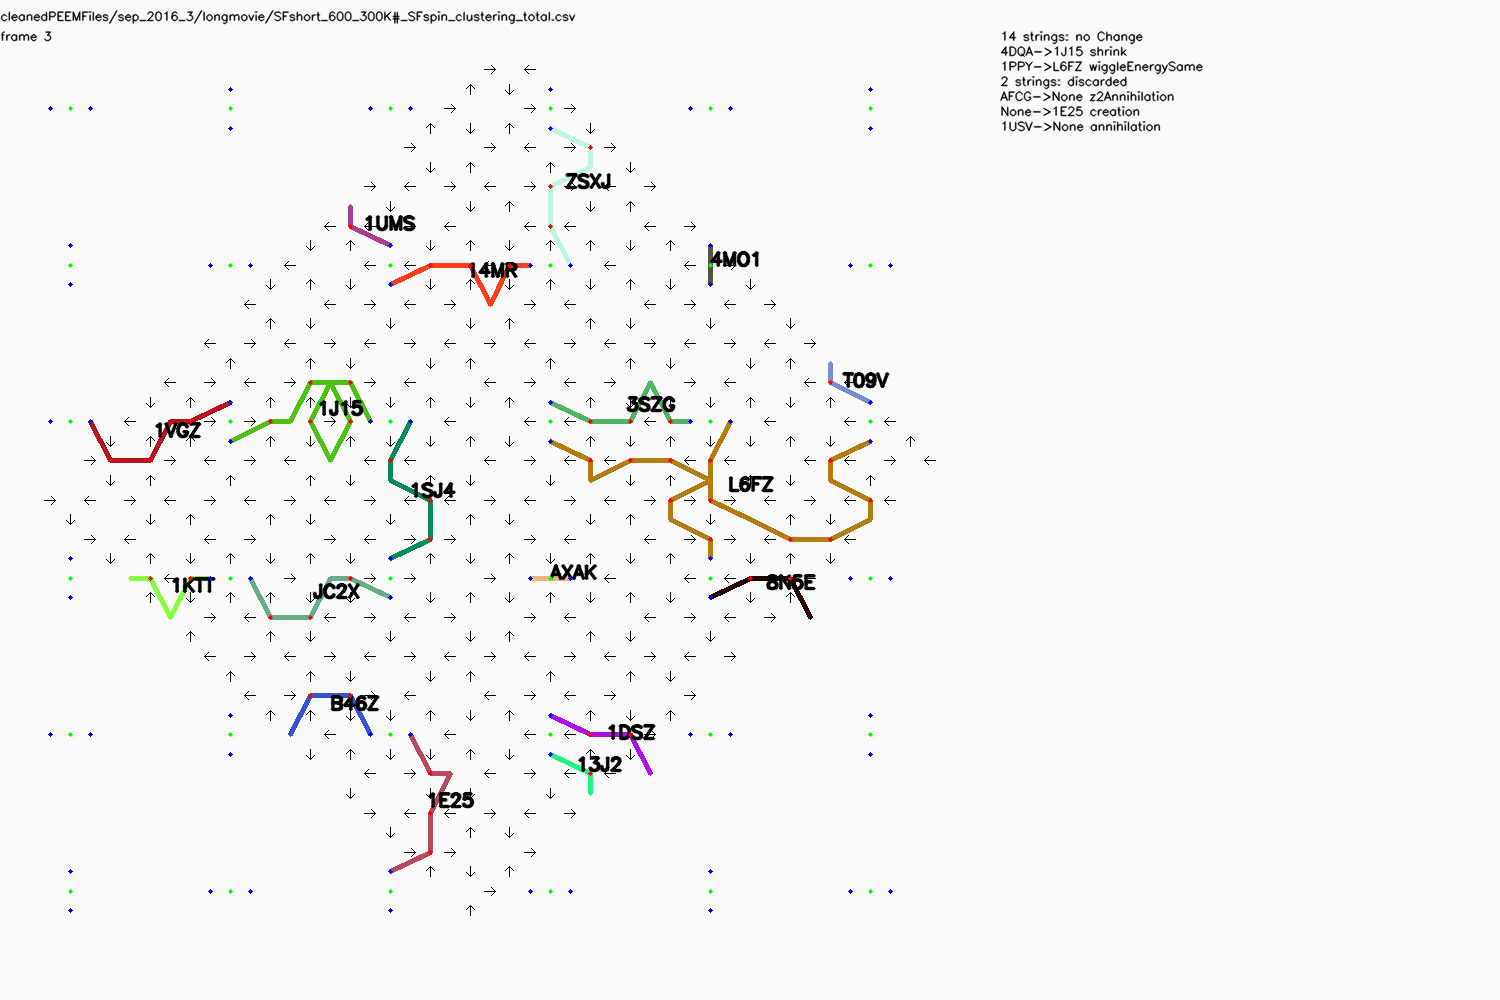 cleanedPEEMFiles/sep_2016_3/longmovie/SFshort_600_300K#_SFspin_clustering_total.csv
frame 3
14 strings: no Change
4DQA->1J15 shrink
1PPY->L6FZ wiggleEnergySame
2 strings: discarded
AFCG->None z2Annihilation
None->1E25 creation
1USV->None annihilation
ZSXJ
1UMS
4MO1
14MR
T09V
1J15
3SZG
1VGZ
L6FZ
1SJ4
AXAK
8N5E
1KTT
JC2X
B46Z
1DSZ
13J2
1E25